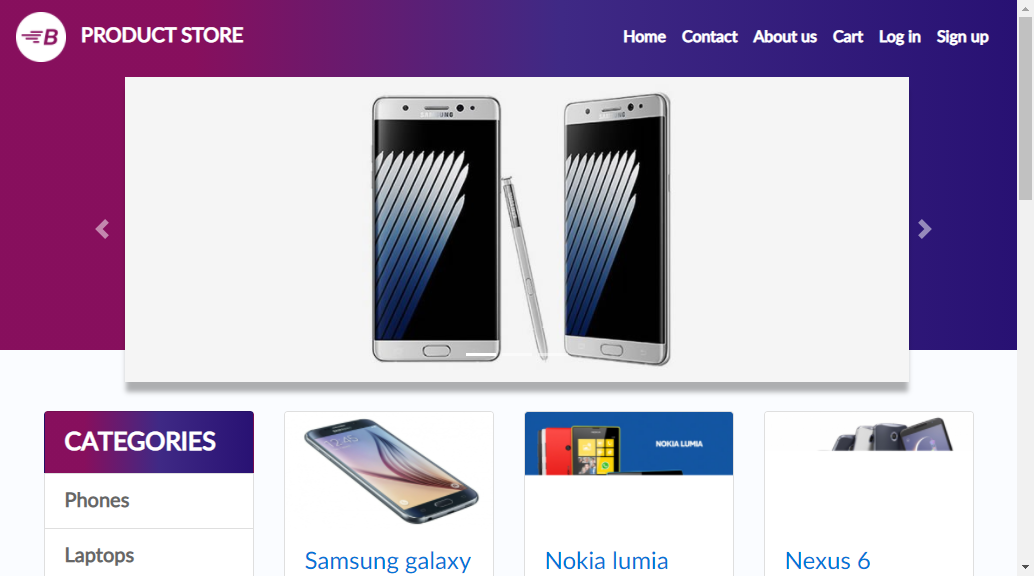 B
PRODUCT STORE
Home
Contact
About us
Cart
Log in
Sign up
SAMSUNG
SAMSUNG
CATEGORIES
Phones
Laptops
Samsung galaxy
NOKIA LUMIA
Nokia lumia
Nexus 6